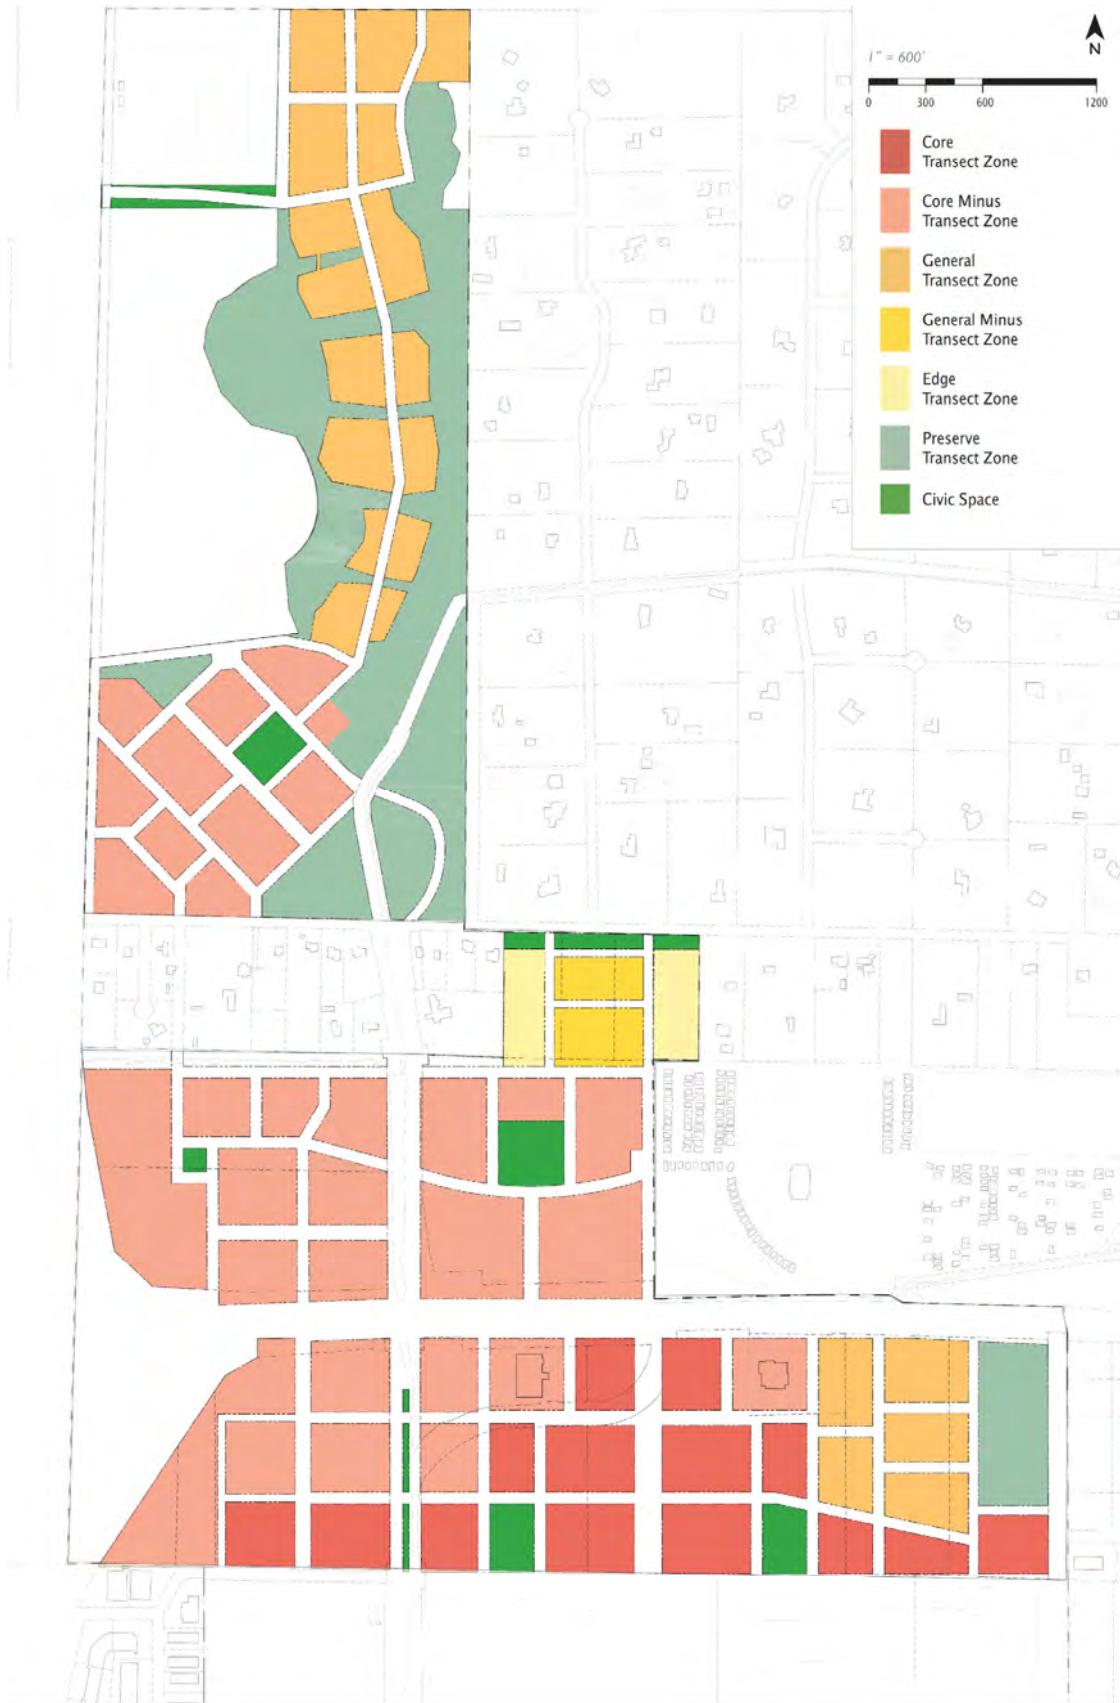 N
1" = 600'
0 300 600 1200
Core
Transect Zone
Core Minus
Transect Zone
General
Transect Zone
General Minus
Transect Zone
Edge
Transect Zone
Preserve
Transect Zone
Civic Space